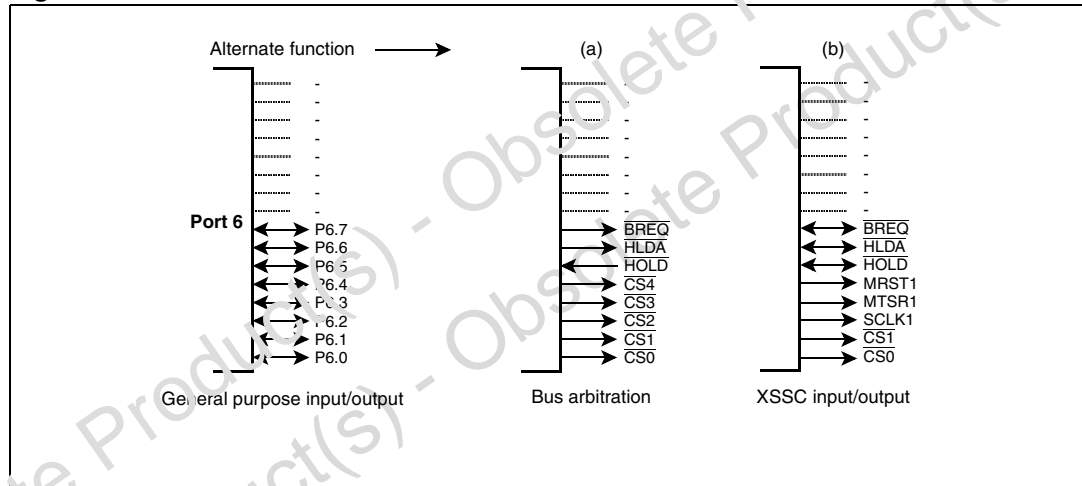 Alternate function (a) (b)
- - -
- - -
- - -
- - -
- - -
- - -
- - -
- - -
Port 6
P6.7 BREQ BREQ
P6.6 HLDA HLDA
P6.5 HOLD HOLD
P6.4 CS4 MRST1
P6.3 CS3 MTSR1
P6.2 CS2 SCLK1
P6.1 CS1 CS1
P6.0 CS0 CS0
General purpose input/output Bus arbitration XSSC input/output
Obsolete Product(s) - Obsolete Product(s)